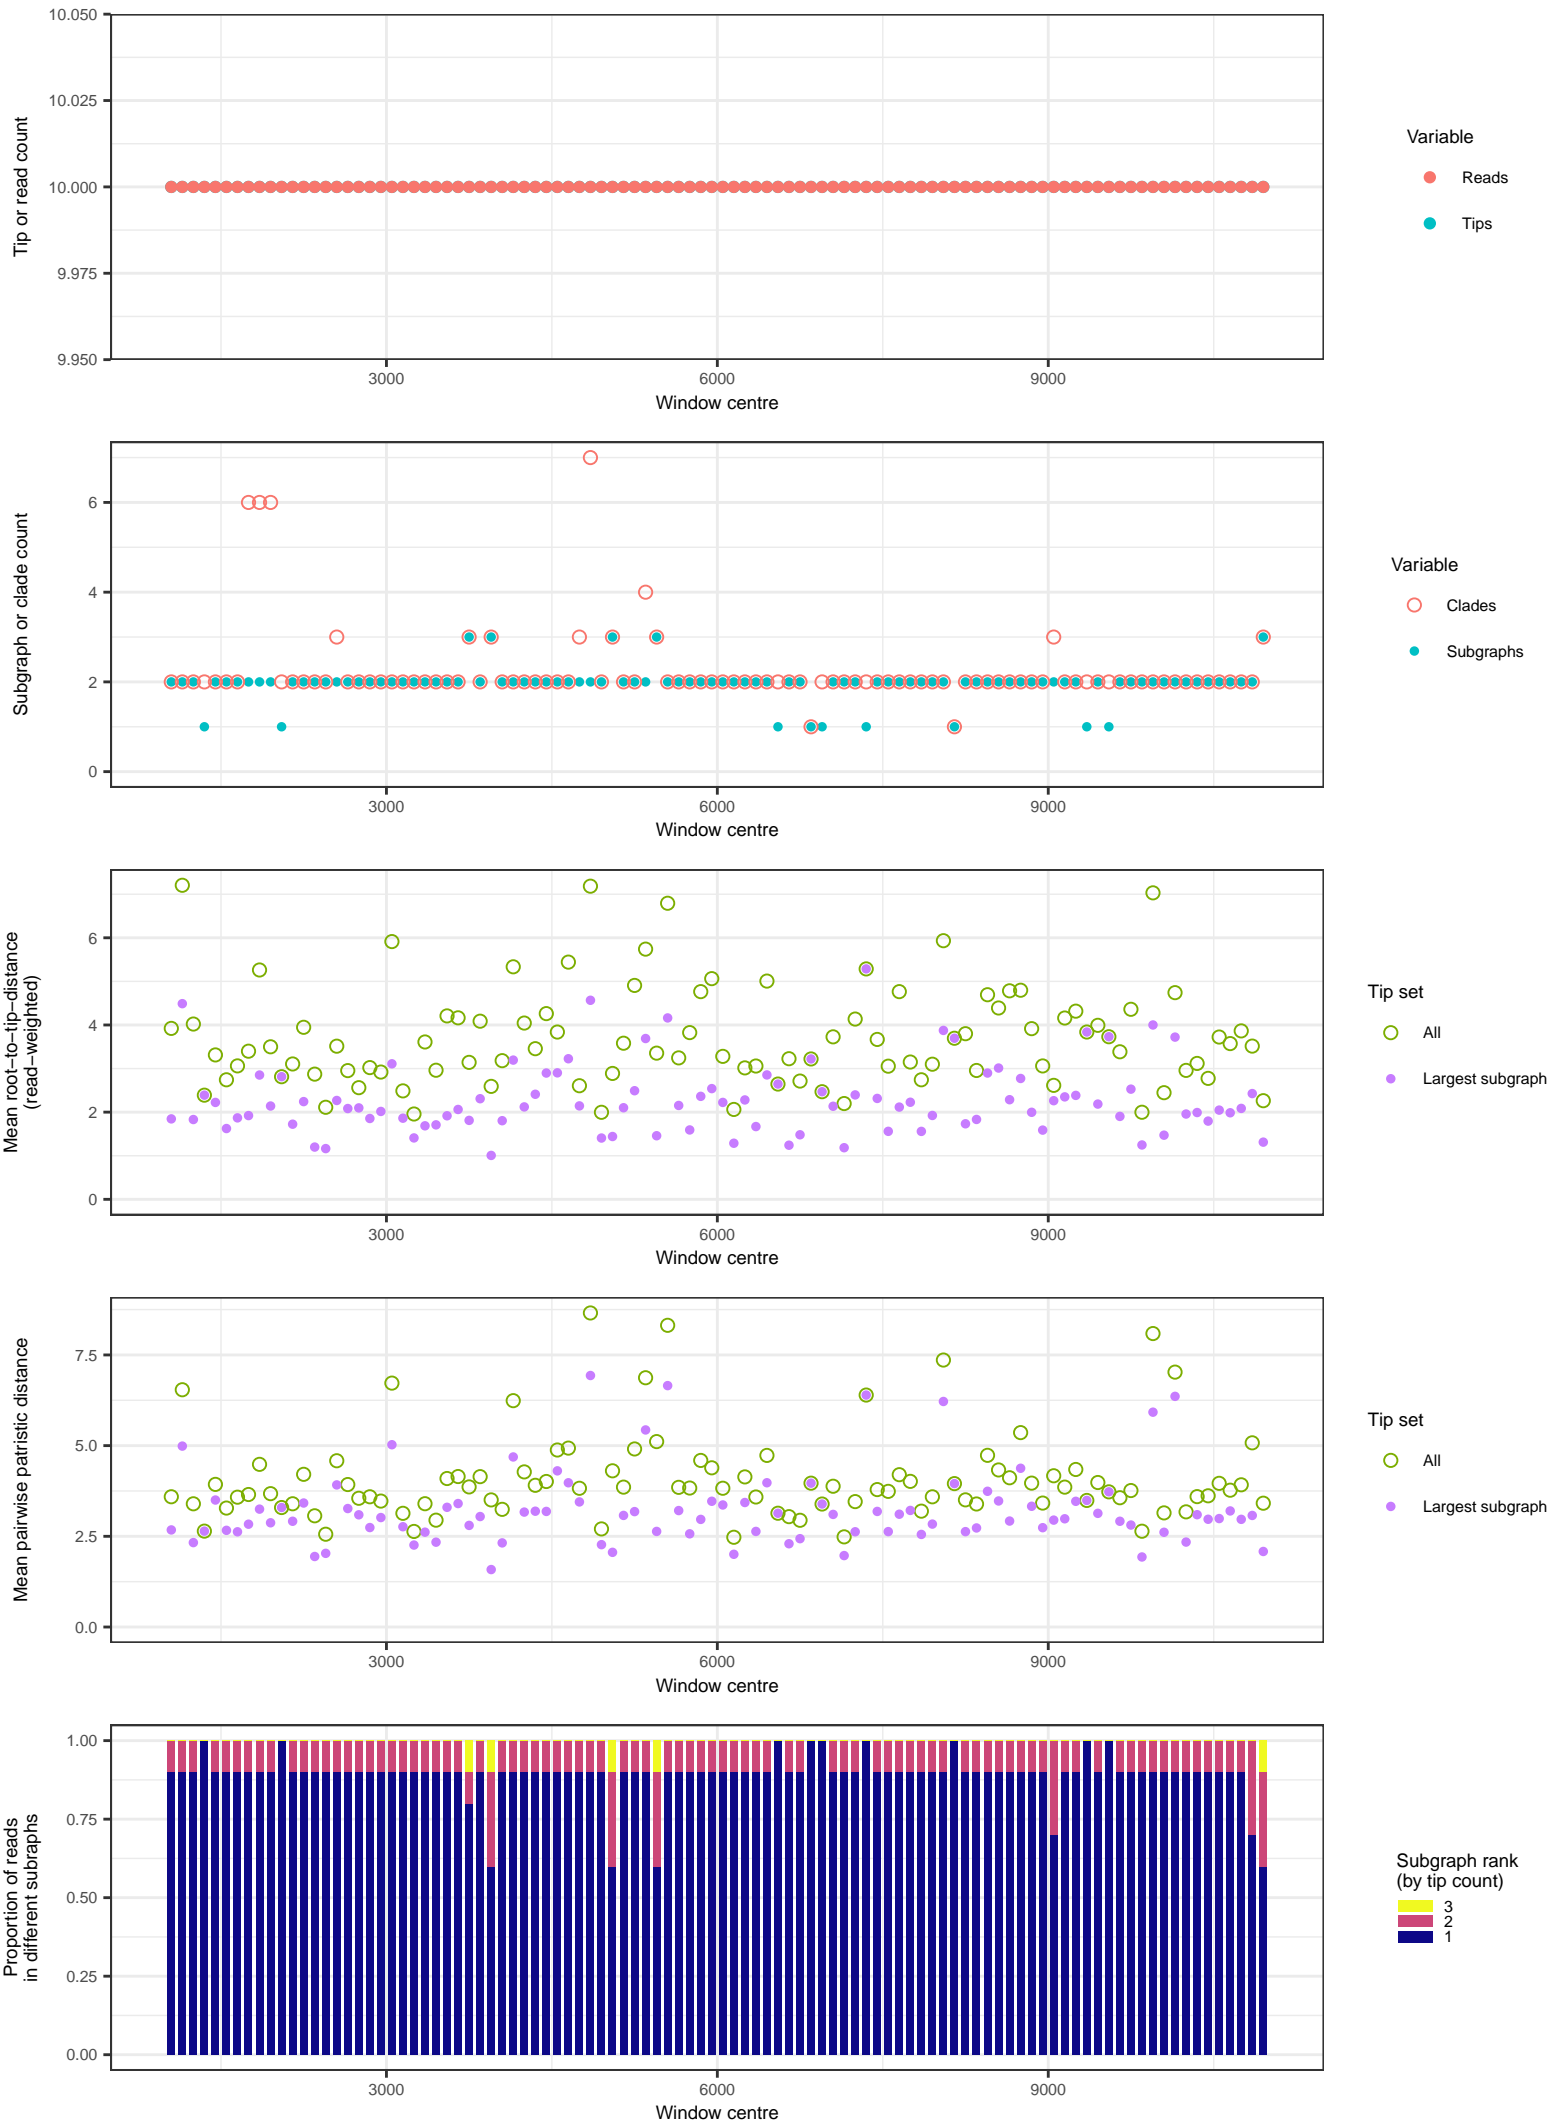 10.050
10.025
10.000
9.975
9.950
Tip or read count
3000 6000 9000
Window centre
Variable
Reads
Tips
6
4
2
0
Subgraph or clade count
3000 6000 9000
Window centre
Variable
Clades
Subgraphs
6
4
2
0
Mean root−to−tip−distance
(read−weighted)
3000 6000 9000
Window centre
Tip set
All
Largest subgraph
7.5
5.0
2.5
0.0
Mean pairwise patristic distance
3000 6000 9000
Window centre
Tip set
All
Largest subgraph
1.00
0.75
0.50
0.25
0.00
Proportion of reads
in different subraphs
3000 6000 9000
Window centre
Subgraph rank
(by tip count)
3
2
1